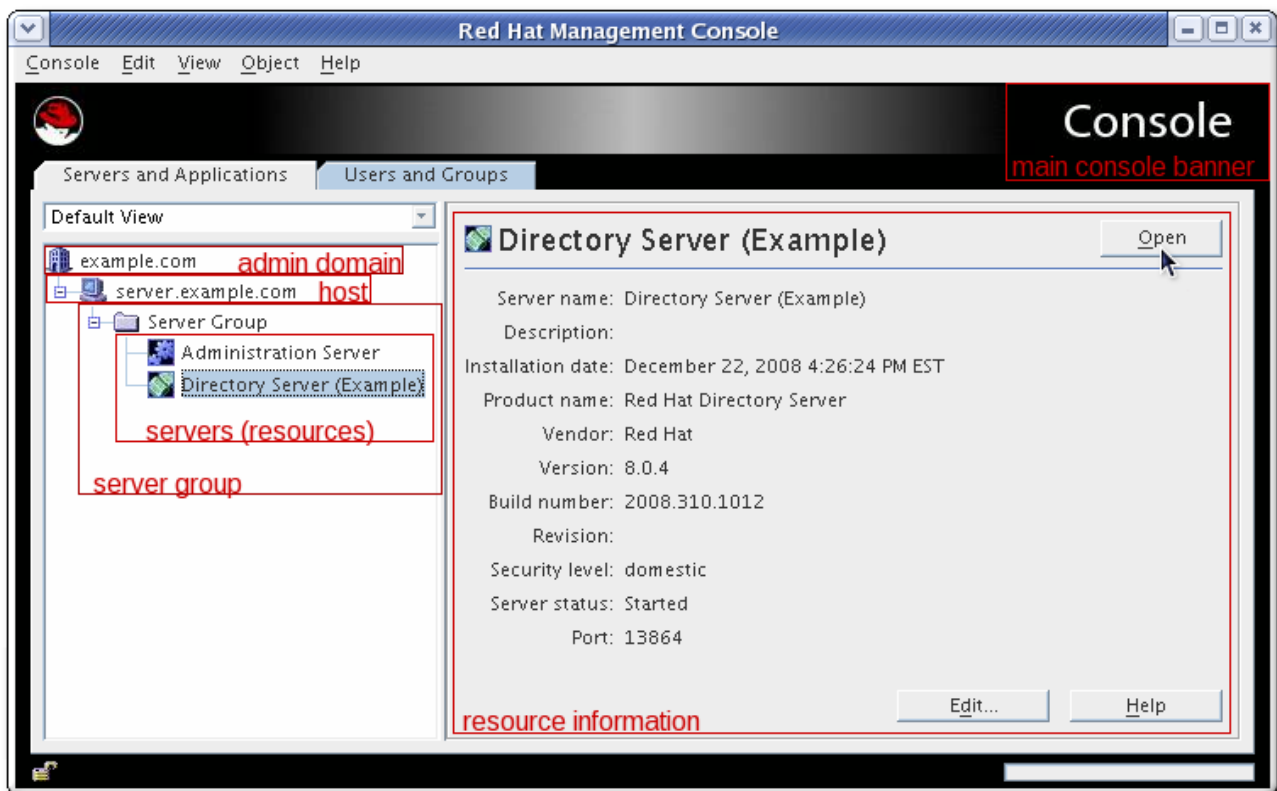 Red Hat Management Console
Console Edit View Object Help
Console
main console banner
Servers and Applications Users and Groups
Default View
example.com admin domain
server.example.com host
Server Group
Administration Server
Directory Server (Example)
servers (resources)
server group
Directory Server (Example) Open
Server name: Directory Server (Example)
Description:
Installation date: December 22, 2008 4:26:24 PM EST
Product name: Red Hat Directory Server
Vendor: Red Hat
Version: 8.0.4
Build number: 2008.310.1012
Revision:
Security level: domestic
Server status: Started
Port: 13864
Edit... Help
resource information